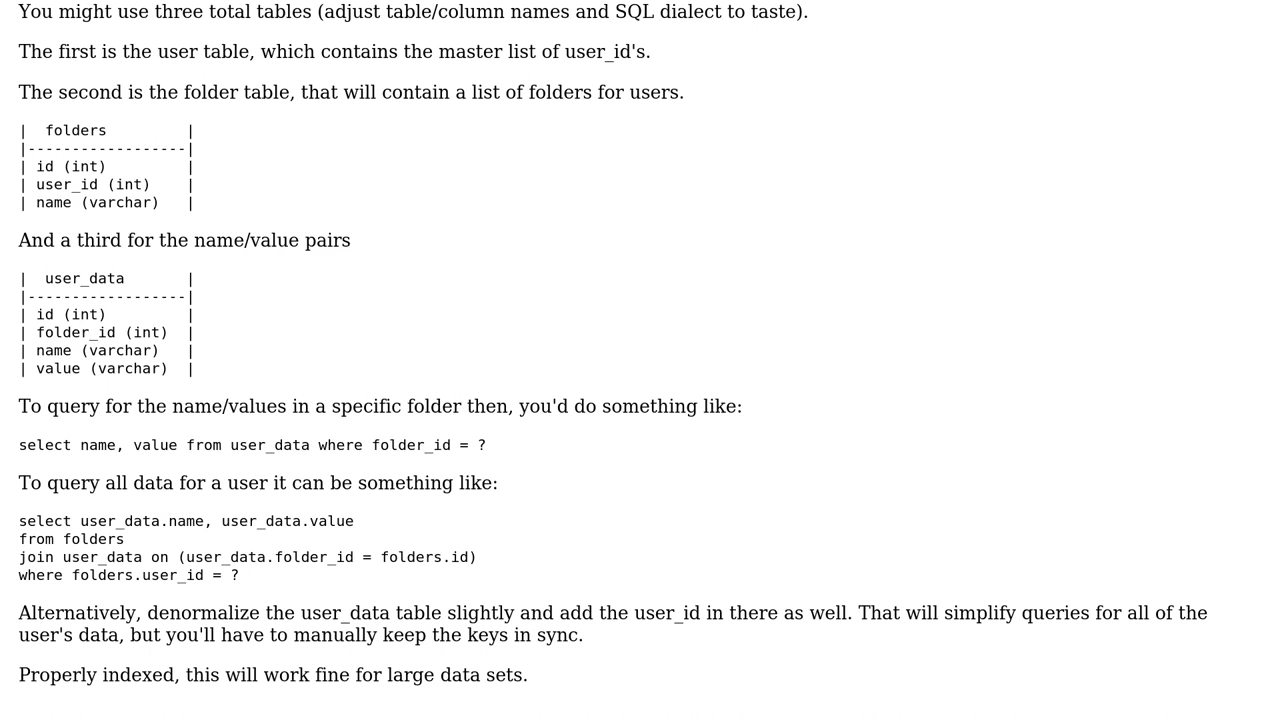 You might use three total tables (adjust table/column names and SQL dialect to taste).
The first is the user table, which contains the master list of user_id's.
The second is the folder table, that will contain a list of folders for users.
|  folders         |
|------------------|
| id (int)         |
| user_id (int)    |
| name (varchar)   |
And a third for the name/value pairs
|  user_data       |
|------------------|
| id (int)         |
| folder_id (int)  |
| name (varchar)   |
| value (varchar)  |
To query for the name/values in a specific folder then, you'd do something like:
select name, value from user_data where folder_id = ?
To query all data for a user it can be something like:
select user_data.name, user_data.value
from folders
join user_data on (user_data.folder_id = folders.id)
where folders.user_id = ?
Alternatively, denormalize the user_data table slightly and add the user_id in there as well. That will simplify queries for all of the
user's data, but you'll have to manually keep the keys in sync.
Properly indexed, this will work fine for large data sets.